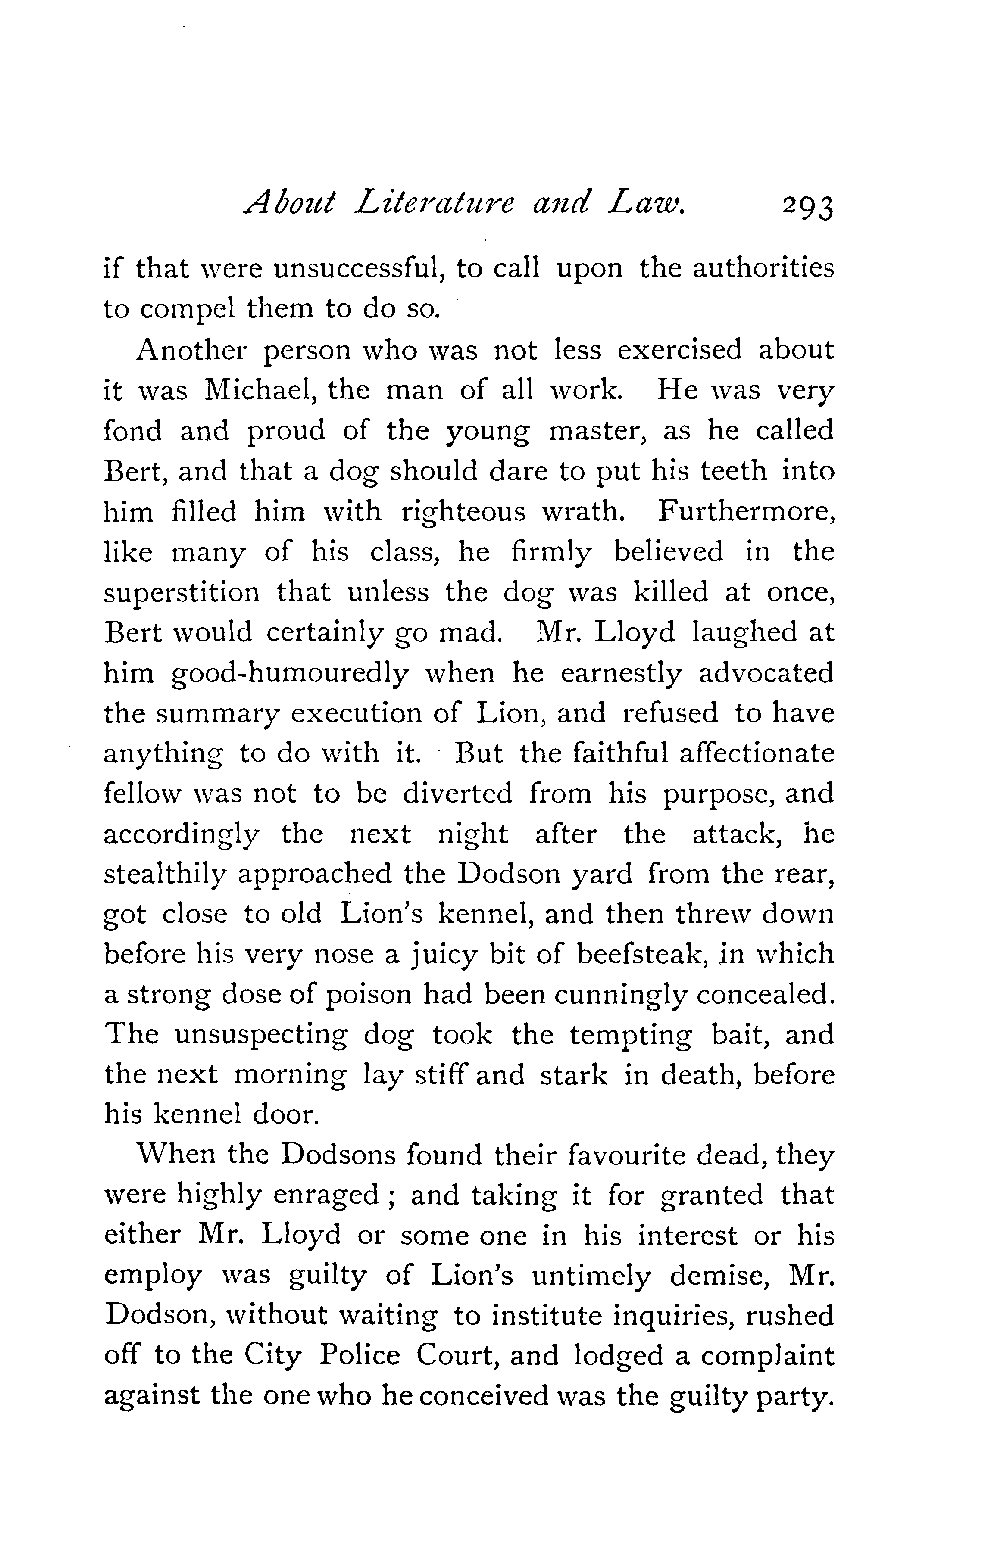 About Literature and Law. 293
if that were unsuccessful, to call upon the authorities
to compel them to do so.
Another person who was not less exercised about
it was Michael, the man of all work. He was very
fond and proud of the young master, as he called
Bert, and that a dog should dare to put his teeth into
him filled him with righteous wrath. Furthermore,
like many of his class, he firmly believed in the
superstition that unless the dog was killed at once,
Bert would certainly go mad. Mr. Lloyd laughed at
him good-humouredly when he earnestly advocated
the summary execution of Lion, and refused to have
anything to do with it. But the faithful affectionate
fellow was not to be diverted from his purpose, and
accordingly the next night after the attack, he
stealthily approached the Dodson yard from the rear,
got close to old Lion's kennel, and then threw down
before his very nose a juicy bit of beefsteak, in which
a strong dose of poison had been cunningly concealed.
The unsuspecting dog took the tempting bait, and
the next morning lay stiff and stark in death, before
his kennel door.
When the Dodsons found their favourite dead, they
were highly enraged ; and taking it for granted that
either Mr. Lloyd or some one in his interest or his
employ was guilty of Lion's untimely demise, Mr.
Dodson, without waiting to institute inquiries, rushed
off to the City Police Court, and lodged a complaint
against the one who he conceived was the guilty party.